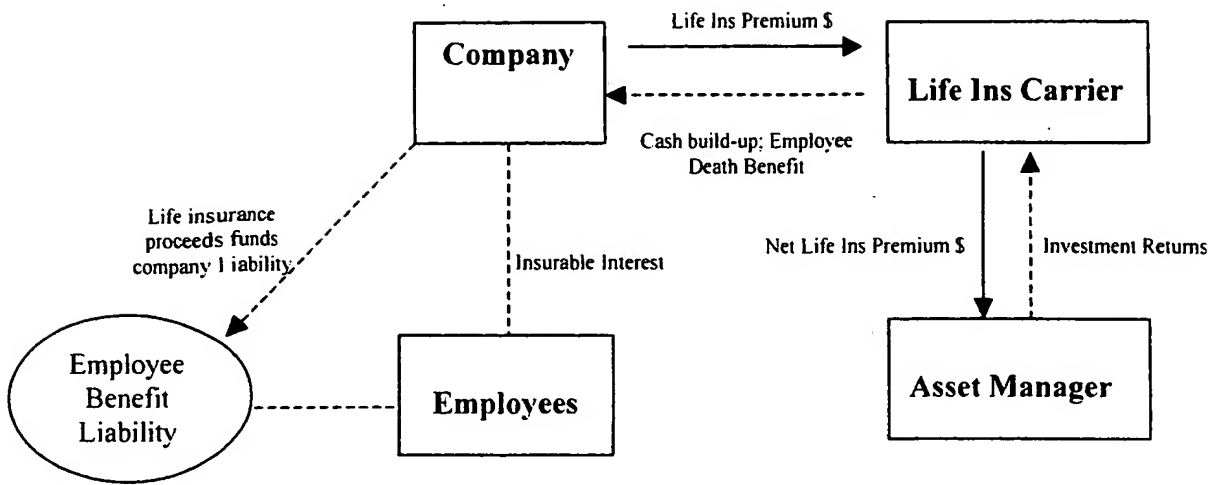 Life Ins Premium $
Company
Life Ins Carrier
Cash build-up; Employee
Death Benefit
Life insurance
proceeds funds
company liability
Insurable Interest
Net Life Ins Premium $
Investment Returns
Employee
Benefit
Liability
Employees
Asset Manager